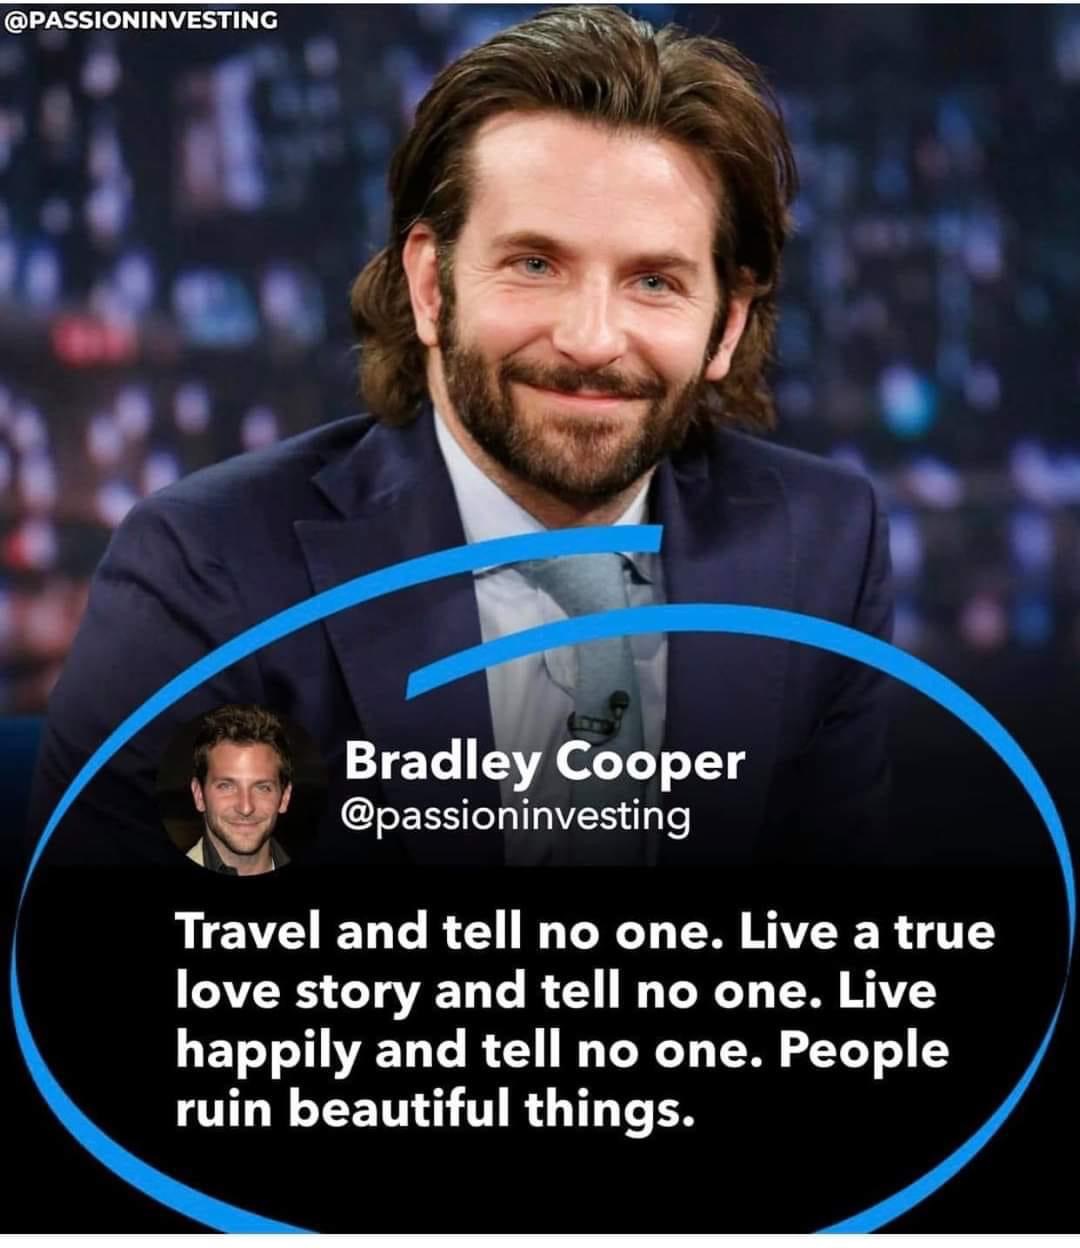 @PASSIONINVESTING
Bradley Cooper
@passioninvesting
Travel and tell no one. Live a true
love story and tell no one. Live
happily and tell no one. People
ruin beautiful things.